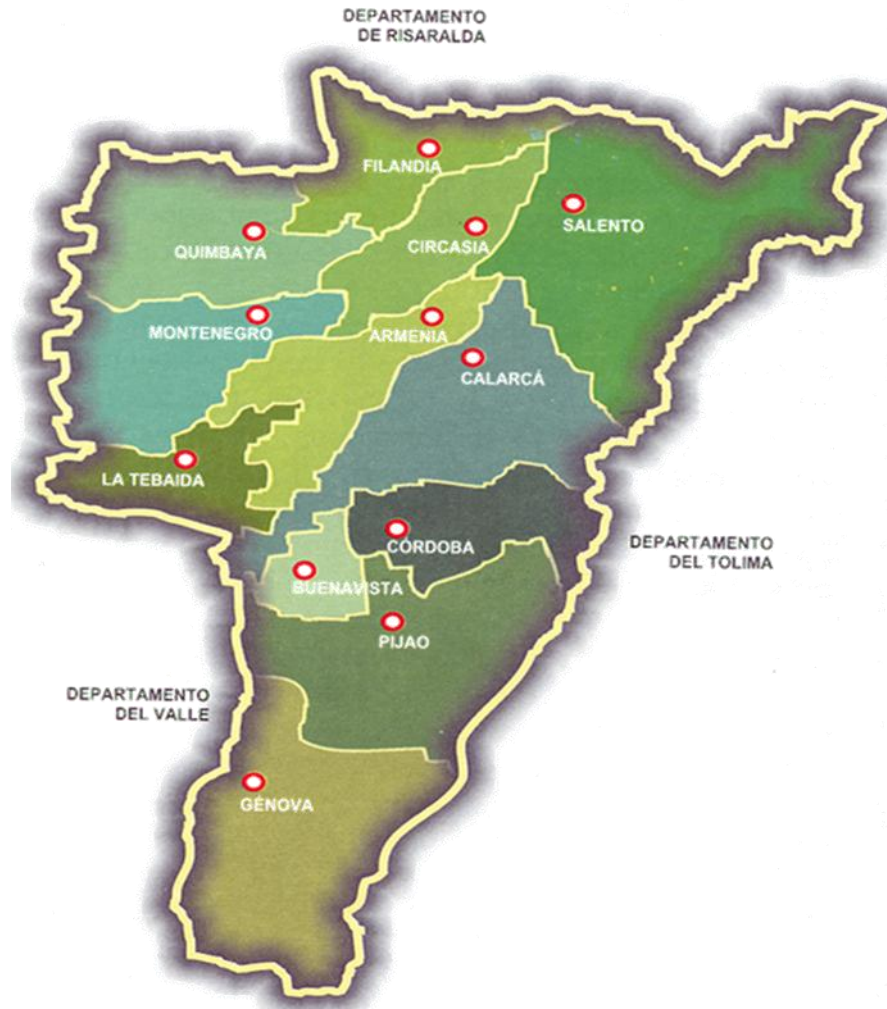 DEPARTAMENTO
DE RISARALDA
FILANDIA
SALENTO
CIRCASIA
QUIMBAYA
MONTENEGRO
ARMENIA
CALARCÁ
LA TEBAIDA
DEPARTAMENTO
DEL TOLIMA
CÓRDOBA
BUENAVISTA
PIJAO
DEPARTAMENTO
DEL VALLE
GÉNOVA